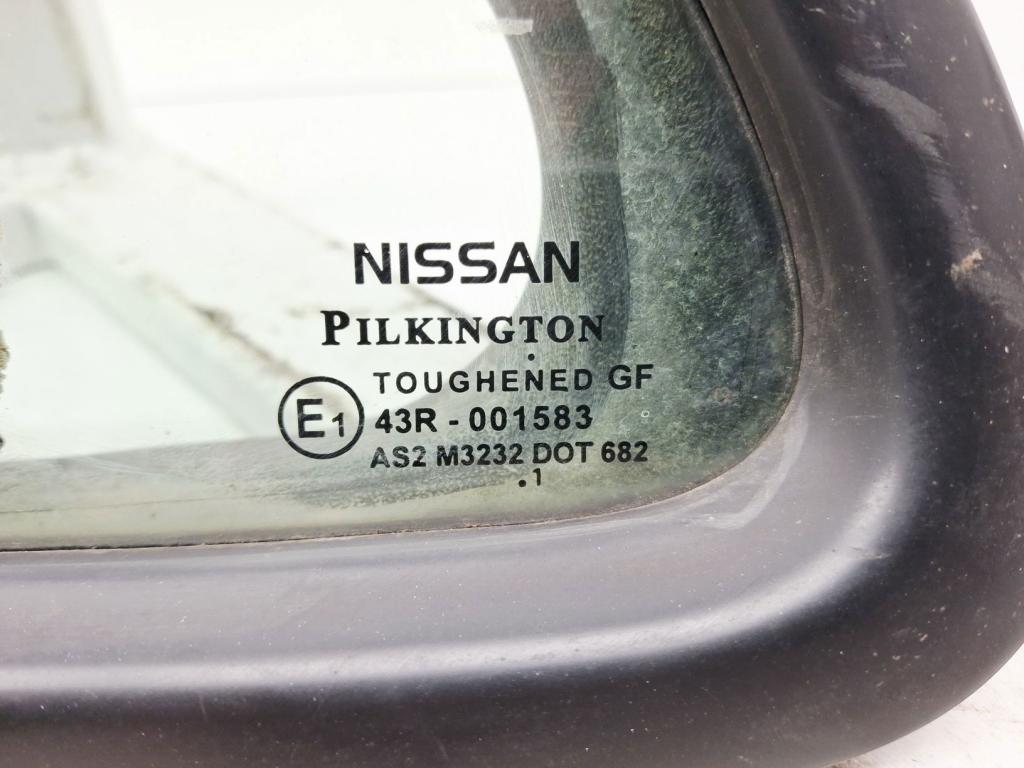 NISSAN
PILKINGTON
TOUGHENED GF
E1 43R - 001583
AS2 M3232 DOT 682
.1